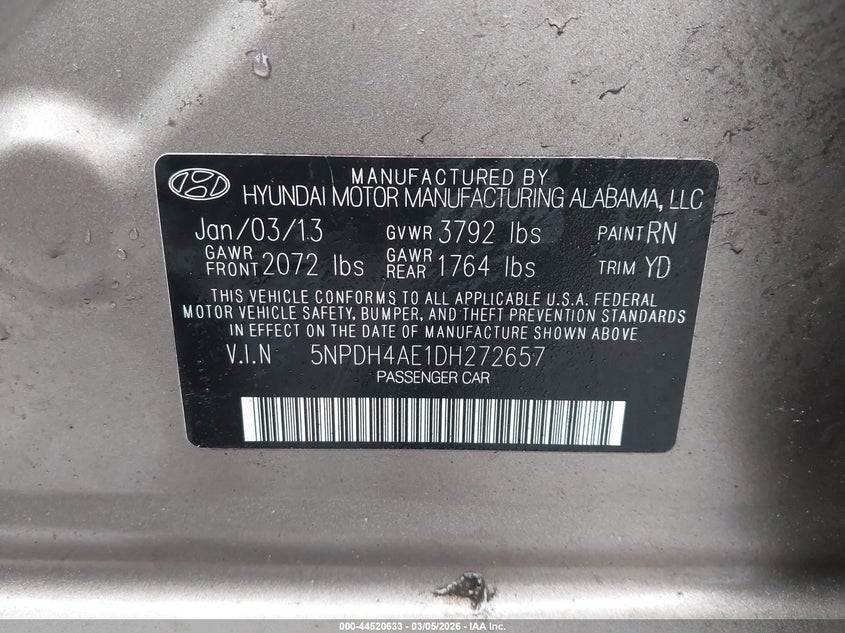 MANUFACTURED BY
HYUNDAI MOTOR MANUFACTURING ALABAMA, LLC
Jan/03/13 GVWR 3792 lbs PAINT RN
GAWR FRONT 2072 lbs GAWR REAR 1764 lbs TRIM YD
THIS VEHICLE CONFORMS TO ALL APPLICABLE U.S.A. FEDERAL
MOTOR VEHICLE SAFETY, BUMPER, AND THEFT PREVENTION STANDARDS
IN EFFECT ON THE DATE OF MANUFACTURE SHOWN ABOVE
V.I.N 5NPDH4AE1DH272657
PASSENGER CAR
000-44520633 - 03/05/2026 - IAA Inc.